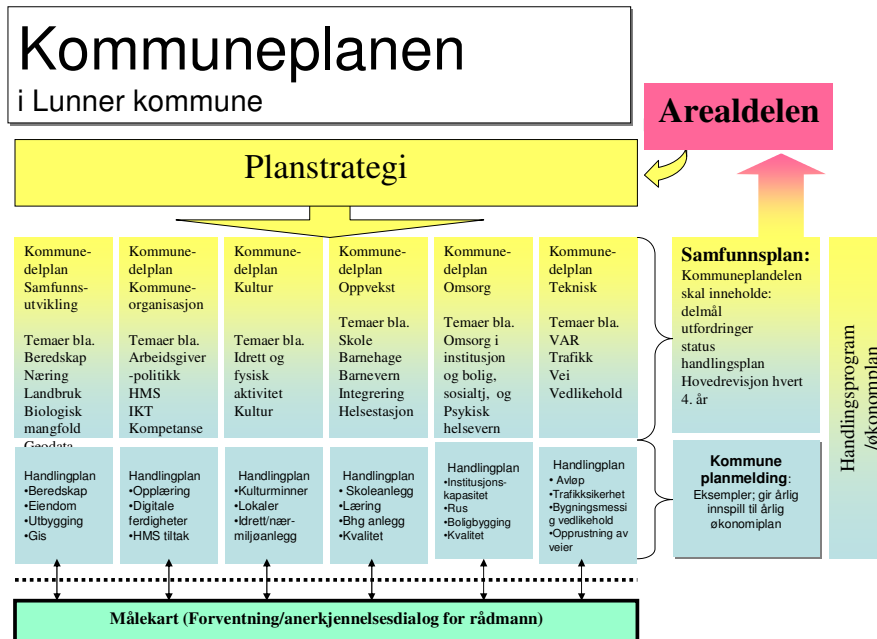 Kommuneplanen
i Lunner kommune
Arealdelen
Planstrategi
Kommune-
delplan
Samfunns-
utvikling
Temaer bla.
Beredskap
Næring
Landbruk
Biologisk
mangfold
Geodata
Kommune-
delplan
Kommune-
organisasjon
Temaer bla.
Arbeidsgiver
-politikk
HMS
IKT
Kompetanse
Kommune-
delplan
Kultur
Temaer bla.
Idrett og
fysisk
aktivitet
Kultur
Kommune-
delplan
Oppvekst
Temaer bla.
Skole
Barnehage
Barnevern
Integrering
Helsestasjon
Kommune-
delplan
Omsorg
Temaer bla.
Omsorg i
institusjon
og bolig,
sosialtj, og
Psykisk
helsevern
Kommune-
delplan
Teknisk
Temaer bla.
VAR
Trafikk
Vei
Vedlikehold
Samfunnsplan:
Kommuneplandelen
skal inneholde:
delmål
utfordringer
status
handlingsplan
Hovedrevisjon hvert
4. år
Handlingsprogram
/økonomiplan
Handlingplan
•Beredskap
•Eiendom
•Utbygging
•Gis
Handlingplan
•Opplæring
•Digitale
ferdigheter
•HMS tiltak
Handlingplan
•Kulturminner
•Lokaler
•Idrett/nær-
miljøanlegg
Handlingplan
• Skoleanlegg
•Læring
•Bhg anlegg
•Kvalitet
Handlingplan
•Institusjons-
kapasitet
•Rus
•Boligbygging
•Kvalitet
Handlingplan
• Avløp
•Trafikksikerhet
•Bygningsmessi
g vedlikehold
•Opprustning av
veier
Kommune
planmelding:
Eksempler; gir årlig
innspill til årlig
økonomiplan
Målekart (Forventning/anerkjennelsesdialog for rådmann)